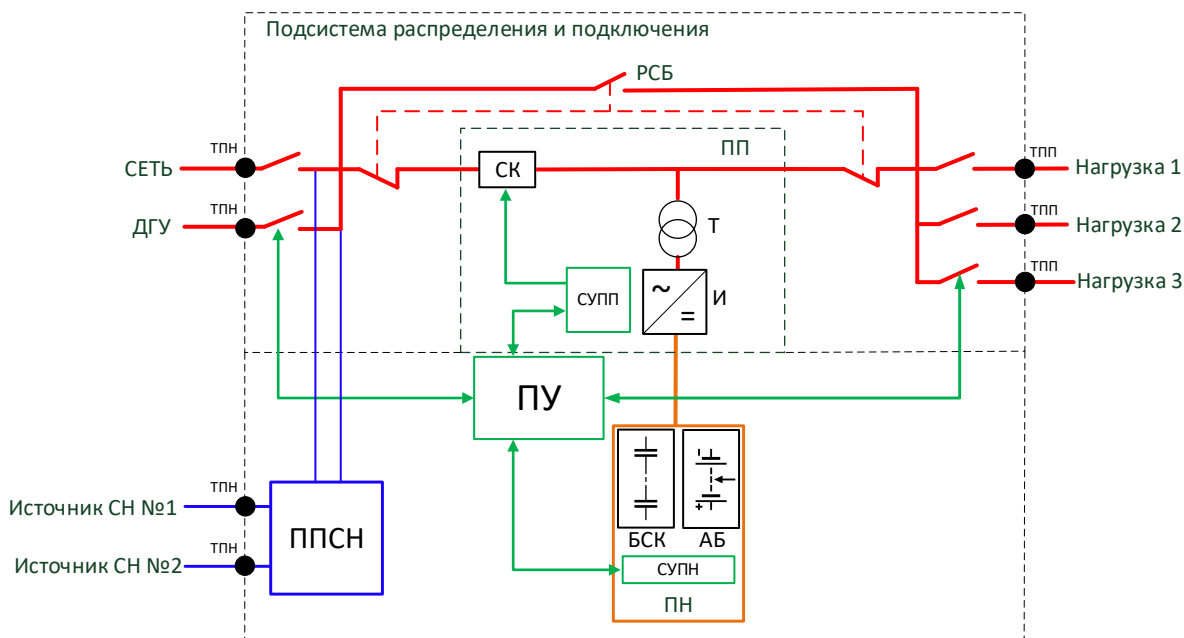 Подсистема распределения и подключения
РСБ
ТПН
СЕТЬ
СК
ПП
ТПП
Нагрузка 1
ТПН
ДГУ
Т
ТПП
Нагрузка 2
СУПП
~
=
И
ТПП
Нагрузка 3
ПУ
ТПН
Источник СН №1
ППСН
ТПН
Источник СН №2
-
+
БСК
АБ
СУПН
ПН